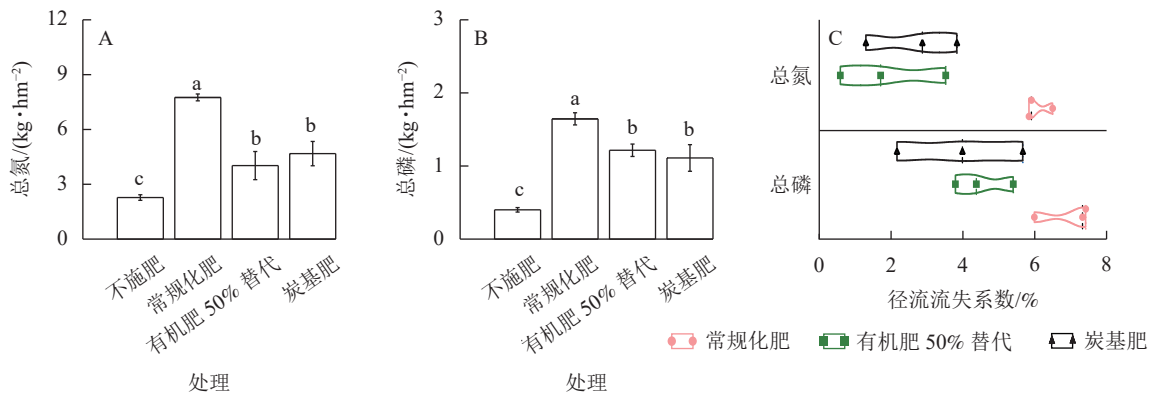 A
总氮/(kg·hm⁻²)
12
9
6
3
0
c
a
b
b
不施肥
常规化肥
有机肥 50% 替代
炭基肥
处理
B
总磷/(kg·hm⁻²)
3
2
1
0
c
a
b
b
不施肥
常规化肥
有机肥 50% 替代
炭基肥
处理
C
总氮
总磷
0 2 4 6 8
径流流失系数/%
常规化肥 有机肥 50% 替代 炭基肥